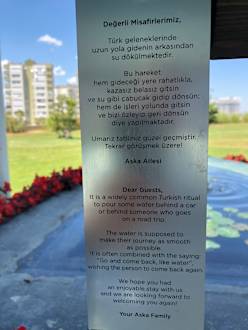 Değerli Misafirlerimiz,
Türk geleneklerinde
uzun yola gidenin arkasından
su dökülmektedir.
Bu hareket
hem gideceği yere rahatlıkla,
kazasız belasız gitsin
ve su gibi çabucak gidip dönsün;
hem de işleri yolunda gitsin
ve bizi özleyip geri dönsün
diye yapılmaktadır.
Umarız tatiliniz güzel geçmiştir.
Tekrar görüşmek üzere!
Aska Ailesi
Dear Guests,
It is a widely common Turkish ritual
to pour some water behind a car
or behind someone who goes
on a road trip.
The water is supposed to
make their journey as smooth
as possible.
It is often combined with the saying:
"Go and come back, like water",
wishing the person to come back again.
We hope you had
an enjoyable stay with us
and we are looking forward to
welcoming you again!
Your Aska Family